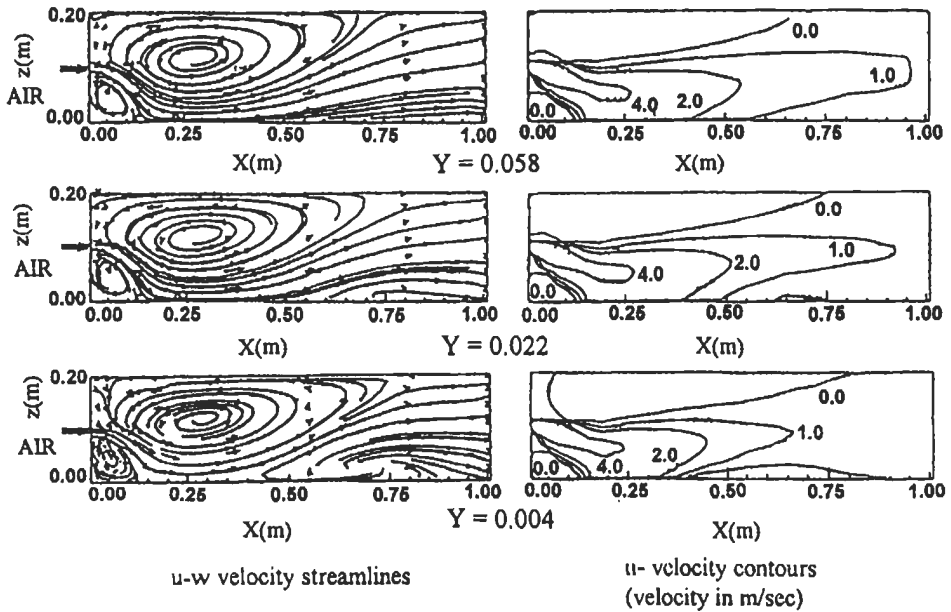 0.20
z(m)
AIR
0.00
0.00 0.25 0.50 0.75 1.00
X(m)
0.0
1.0
2.0
4.0
0.0
0.00 0.25 0.50 0.75 1.00
X(m)
Y = 0.058
0.20
z(m)
AIR
0.00
0.00 0.25 0.50 0.75 1.00
X(m)
0.0
1.0
2.0
4.0
0.0
0.00 0.25 0.50 0.75 1.00
X(m)
Y = 0.022
0.20
z(m)
AIR
0.00
0.00 0.25 0.50 0.75 1.00
X(m)
0.0
1.0
2.0
4.0
0.0
0.00 0.25 0.50 0.75 1.00
X(m)
Y = 0.004
u-w velocity streamlines
u- velocity contours
(velocity in m/sec)